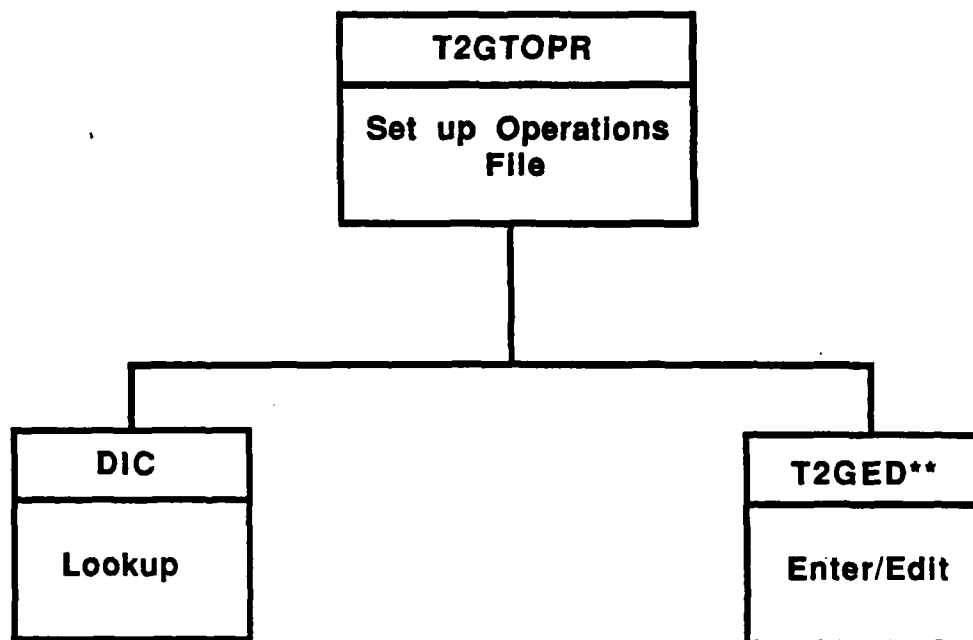 T2GTOPR
Set up Operations
File
DIC
Lookup
T2GED**
Enter/Edit